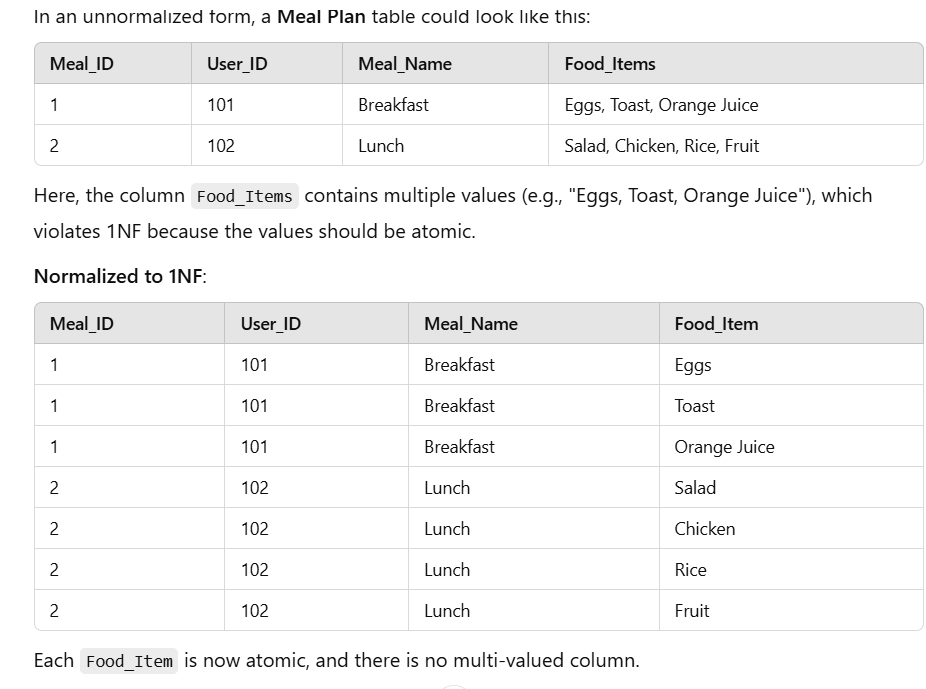 In an unnormalized form, a Meal Plan table could look like this:
Meal_ID User_ID Meal_Name Food_Items
1 101 Breakfast Eggs, Toast, Orange Juice
2 102 Lunch Salad, Chicken, Rice, Fruit
Here, the column Food_Items contains multiple values (e.g., "Eggs, Toast, Orange Juice"), which
violates 1NF because the values should be atomic.
Normalized to 1NF:
Meal_ID User_ID Meal_Name Food_Item
1 101 Breakfast Eggs
1 101 Breakfast Toast
1 101 Breakfast Orange Juice
2 102 Lunch Salad
2 102 Lunch Chicken
2 102 Lunch Rice
2 102 Lunch Fruit
Each Food_Item is now atomic, and there is no multi-valued column.